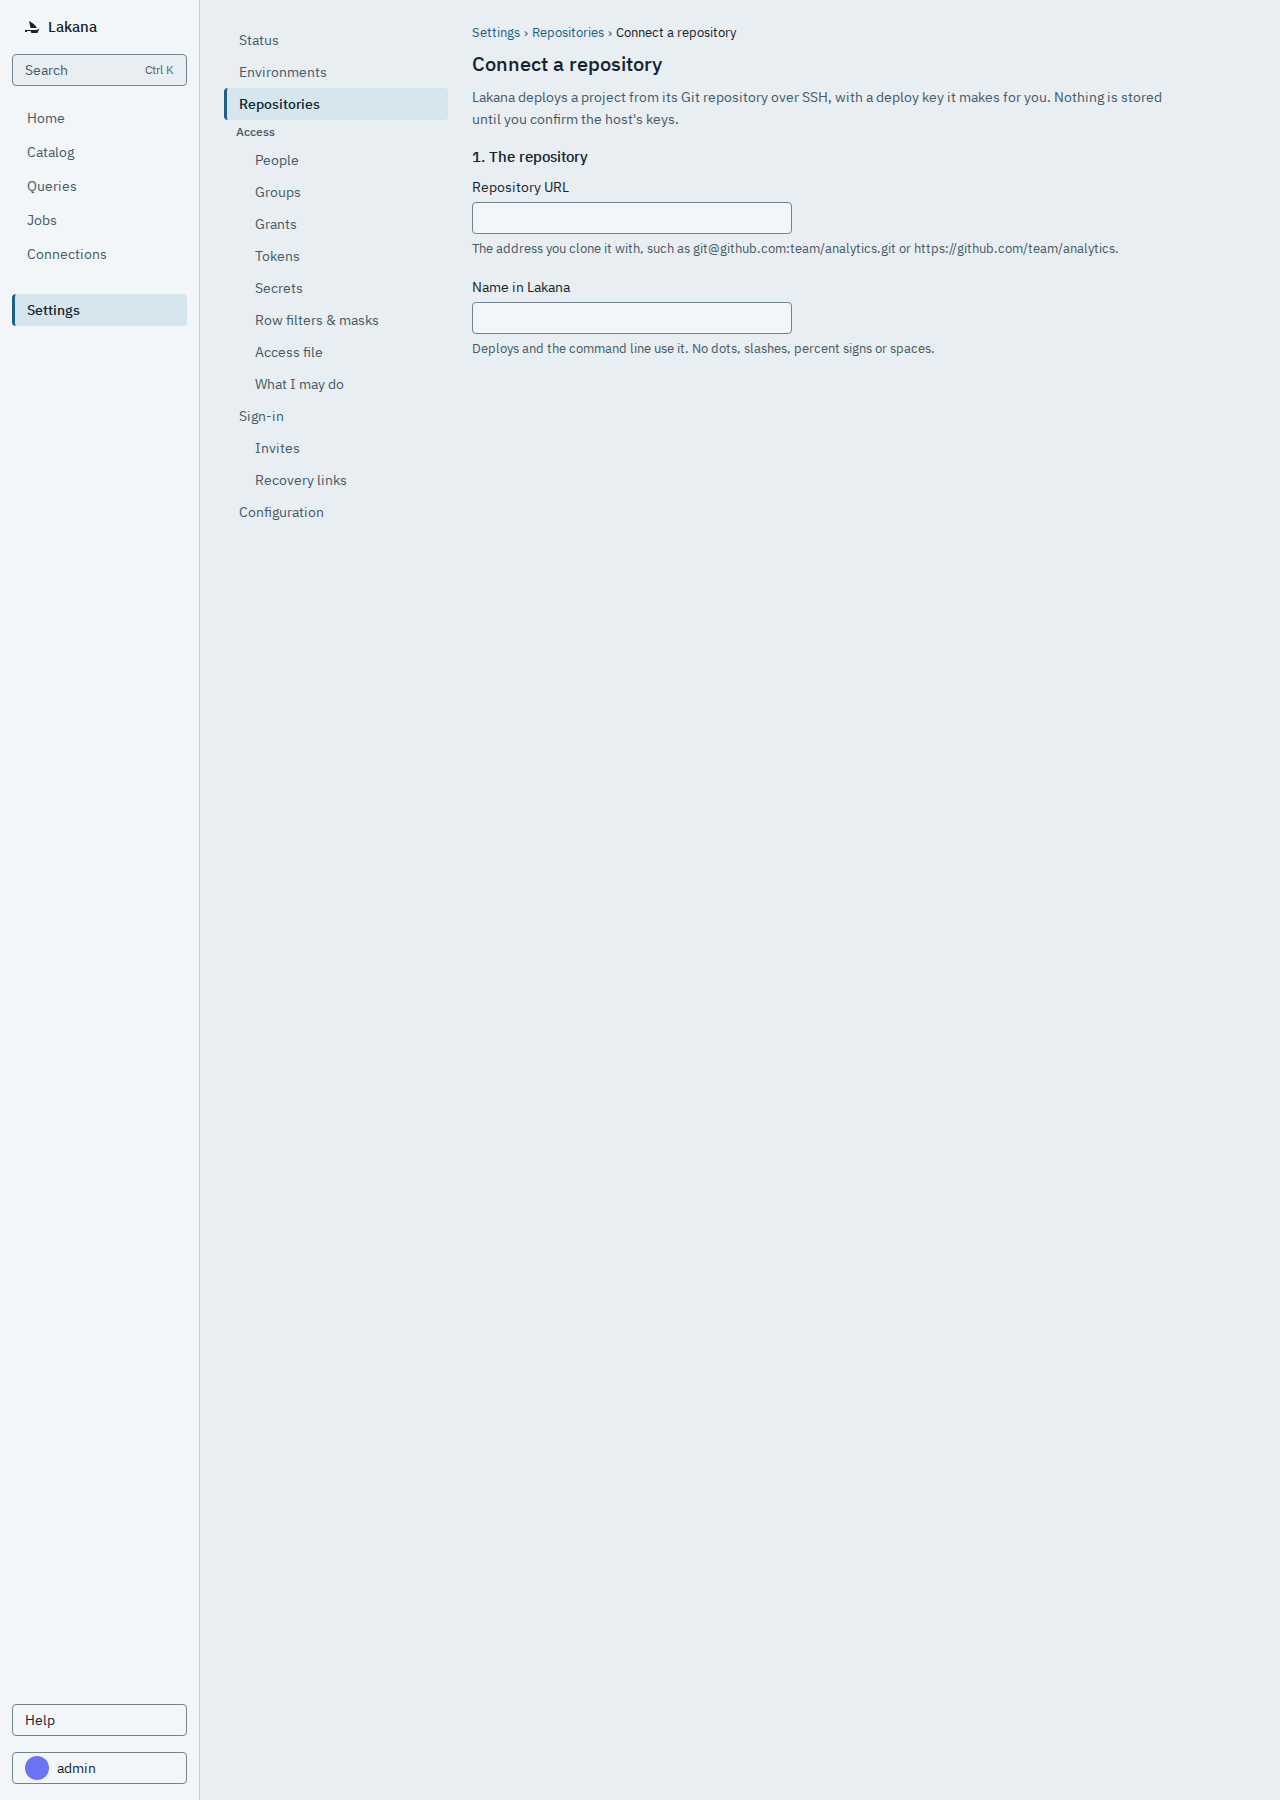 Lakana
Search Ctrl K
Home
Catalog
Queries
Jobs
Connections
Settings
Help
admin
Status
Environments
Repositories
Access
People
Groups
Grants
Tokens
Secrets
Row filters & masks
Access file
What I may do
Sign-in
Invites
Recovery links
Configuration
Settings › Repositories › Connect a repository
Connect a repository
Lakana deploys a project from its Git repository over SSH, with a deploy key it makes for you. Nothing is stored
until you confirm the host's keys.
1. The repository
Repository URL
The address you clone it with, such as git@github.com:team/analytics.git or https://github.com/team/analytics.
Name in Lakana
Deploys and the command line use it. No dots, slashes, percent signs or spaces.